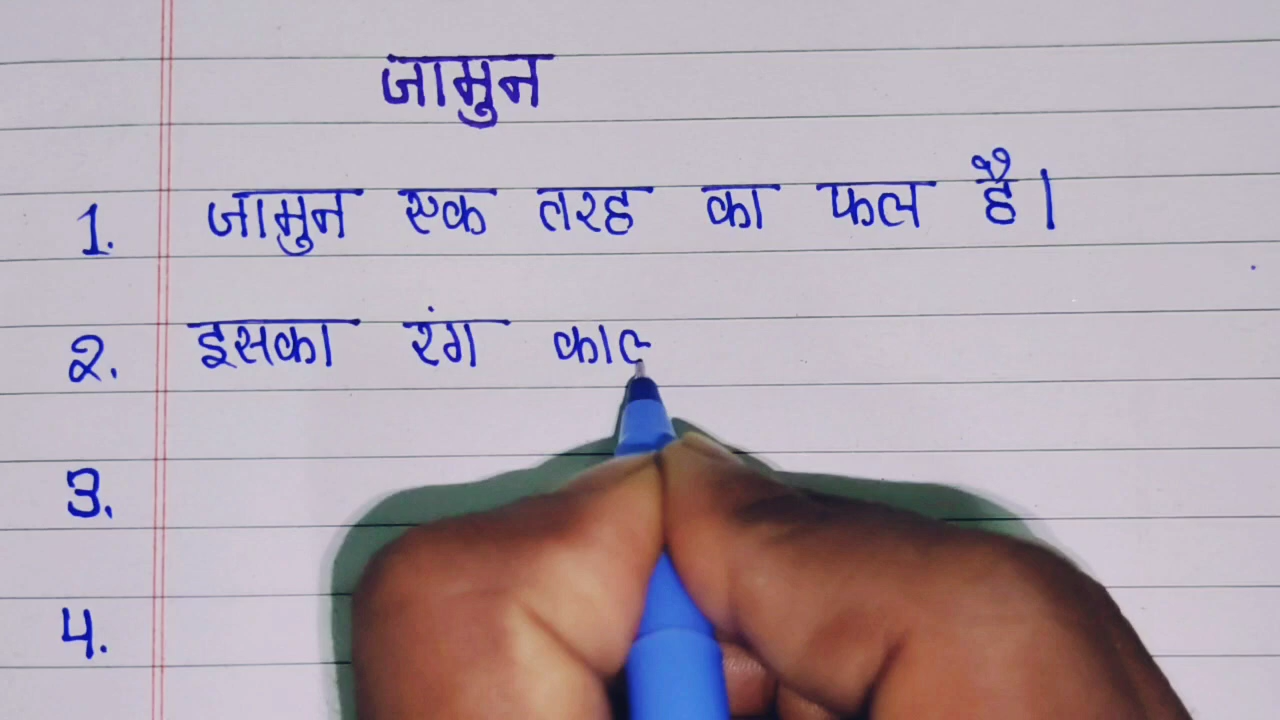 जामुन
1. जामुन एक तरह का फल है।
2. इसका रंग
3.
4.